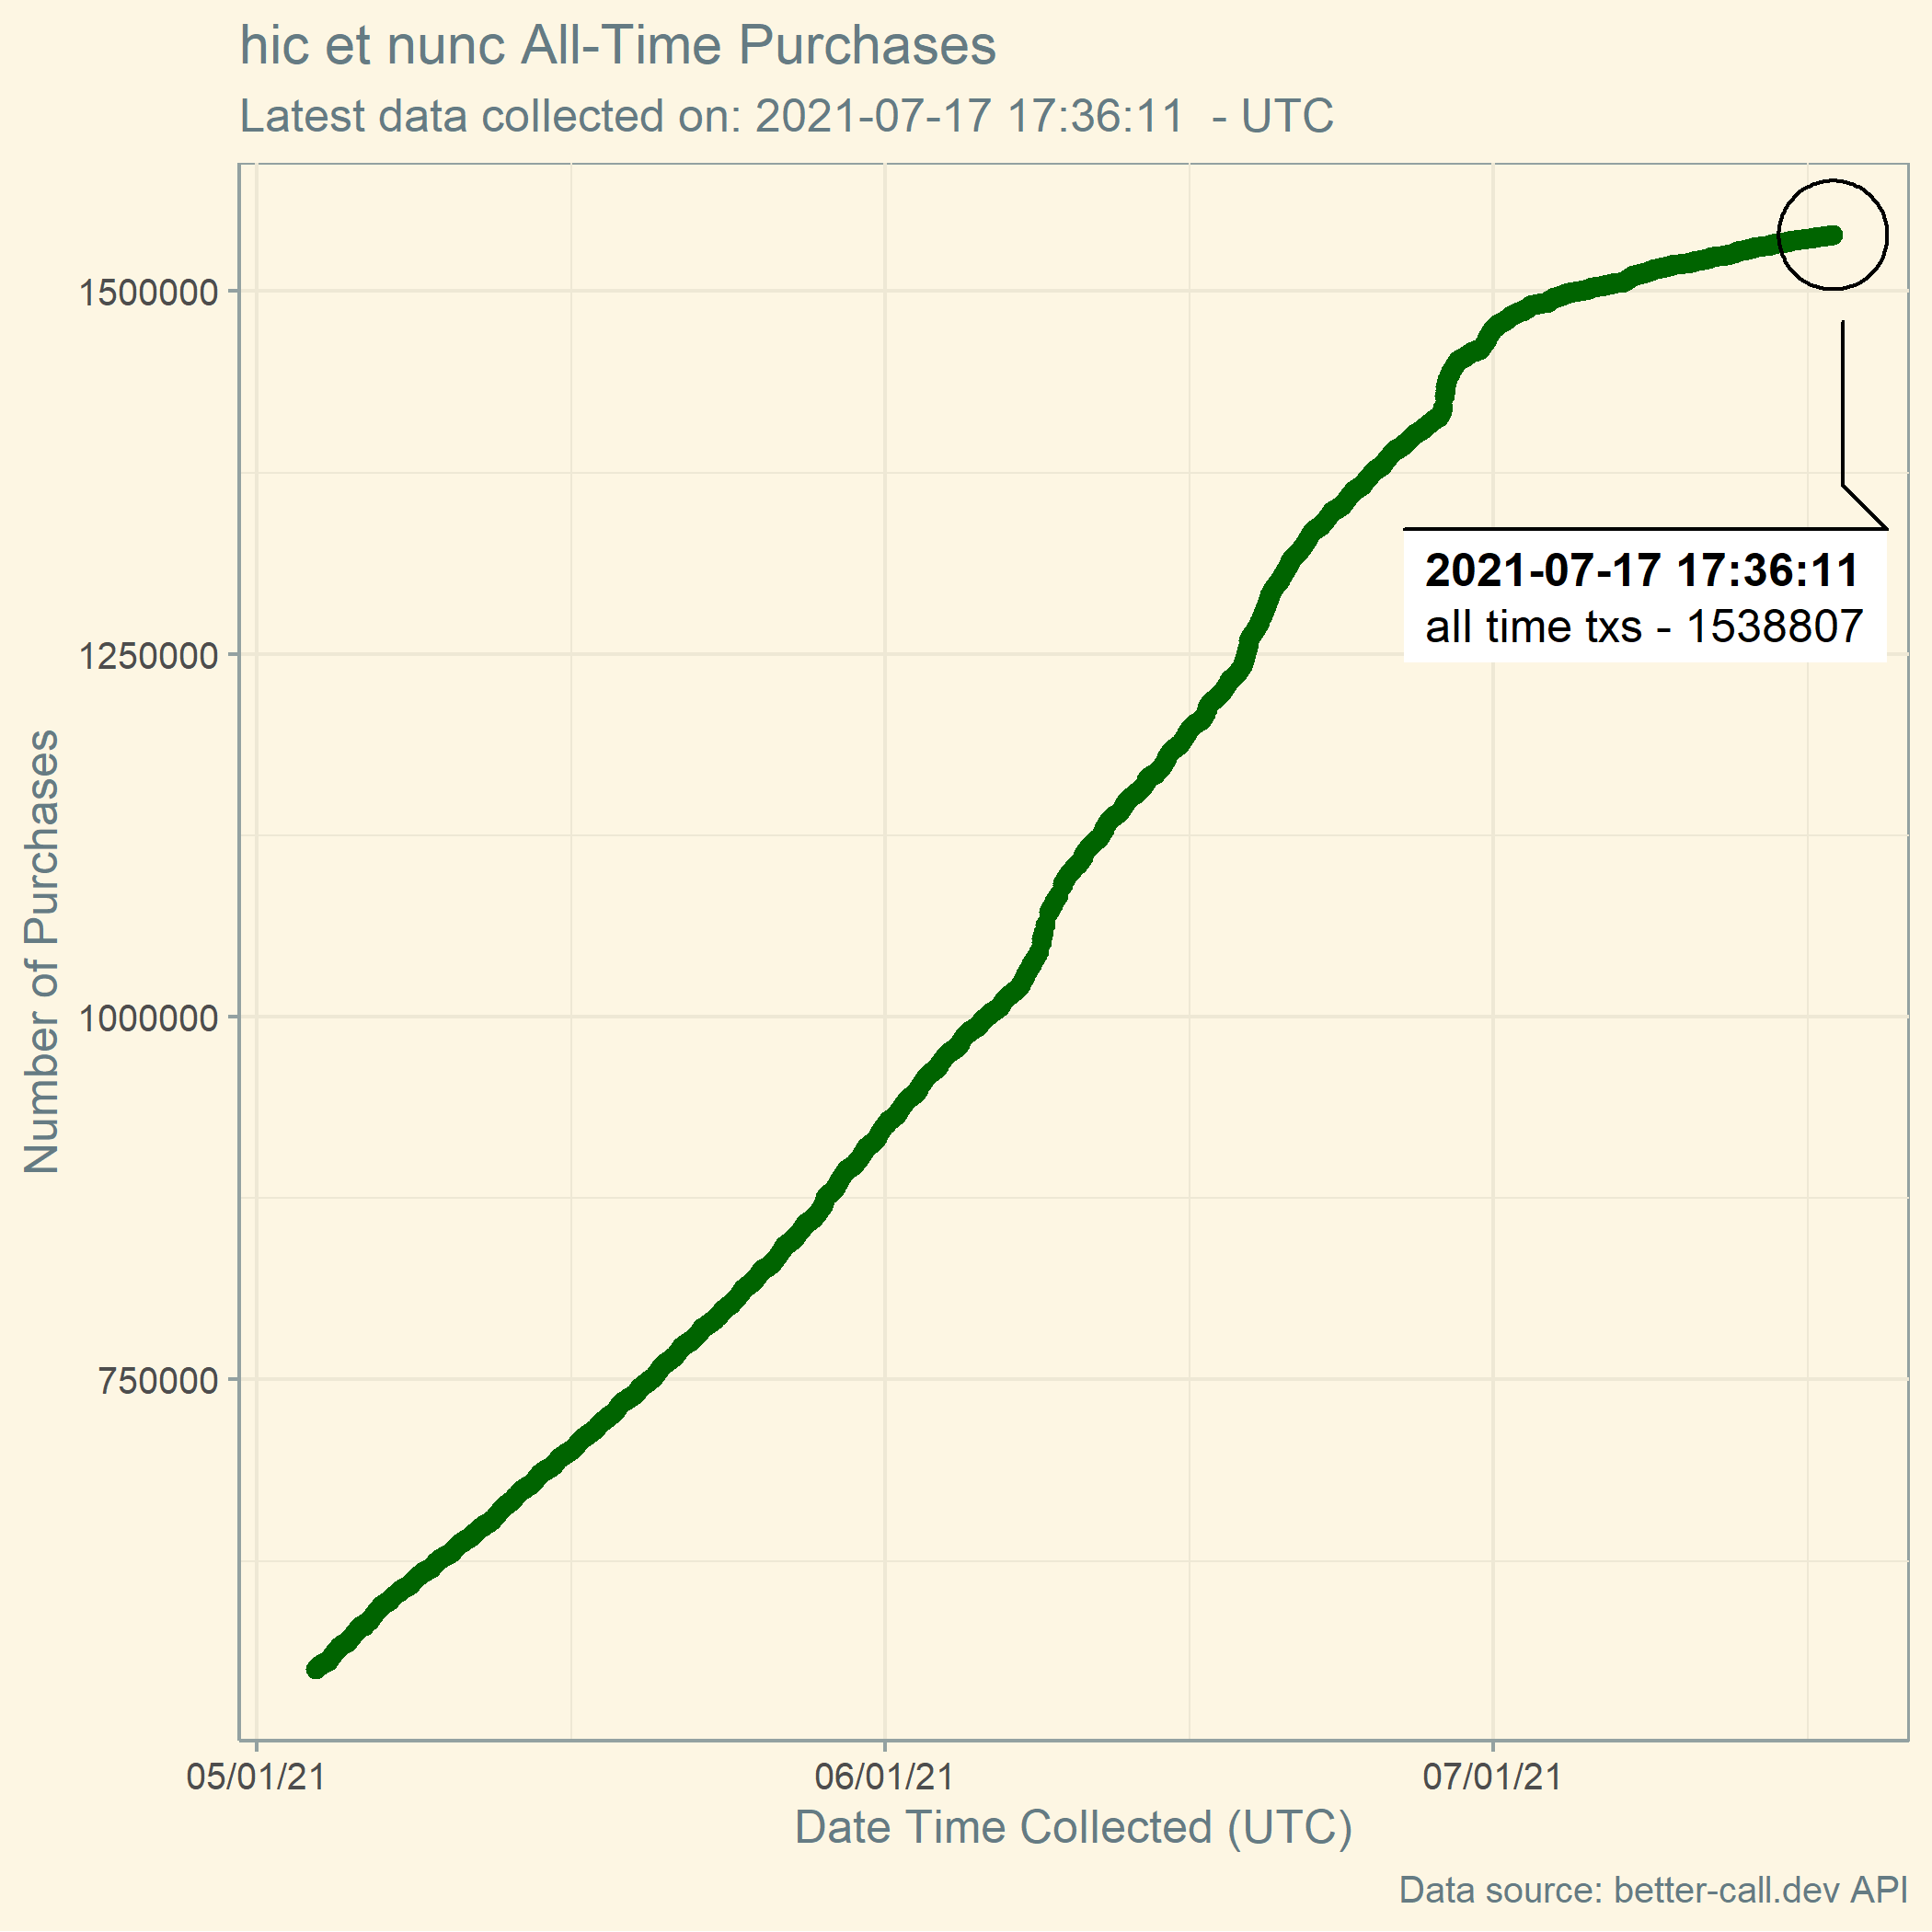 hic et nunc All-Time Purchases
Latest data collected on: 2021-07-17 17:36:11  - UTC
Number of Purchases
1500000
1250000
1000000
750000
2021-07-17 17:36:11
all time txs - 1538807
05/01/21
06/01/21
07/01/21
Date Time Collected (UTC)
Data source: better-call.dev API